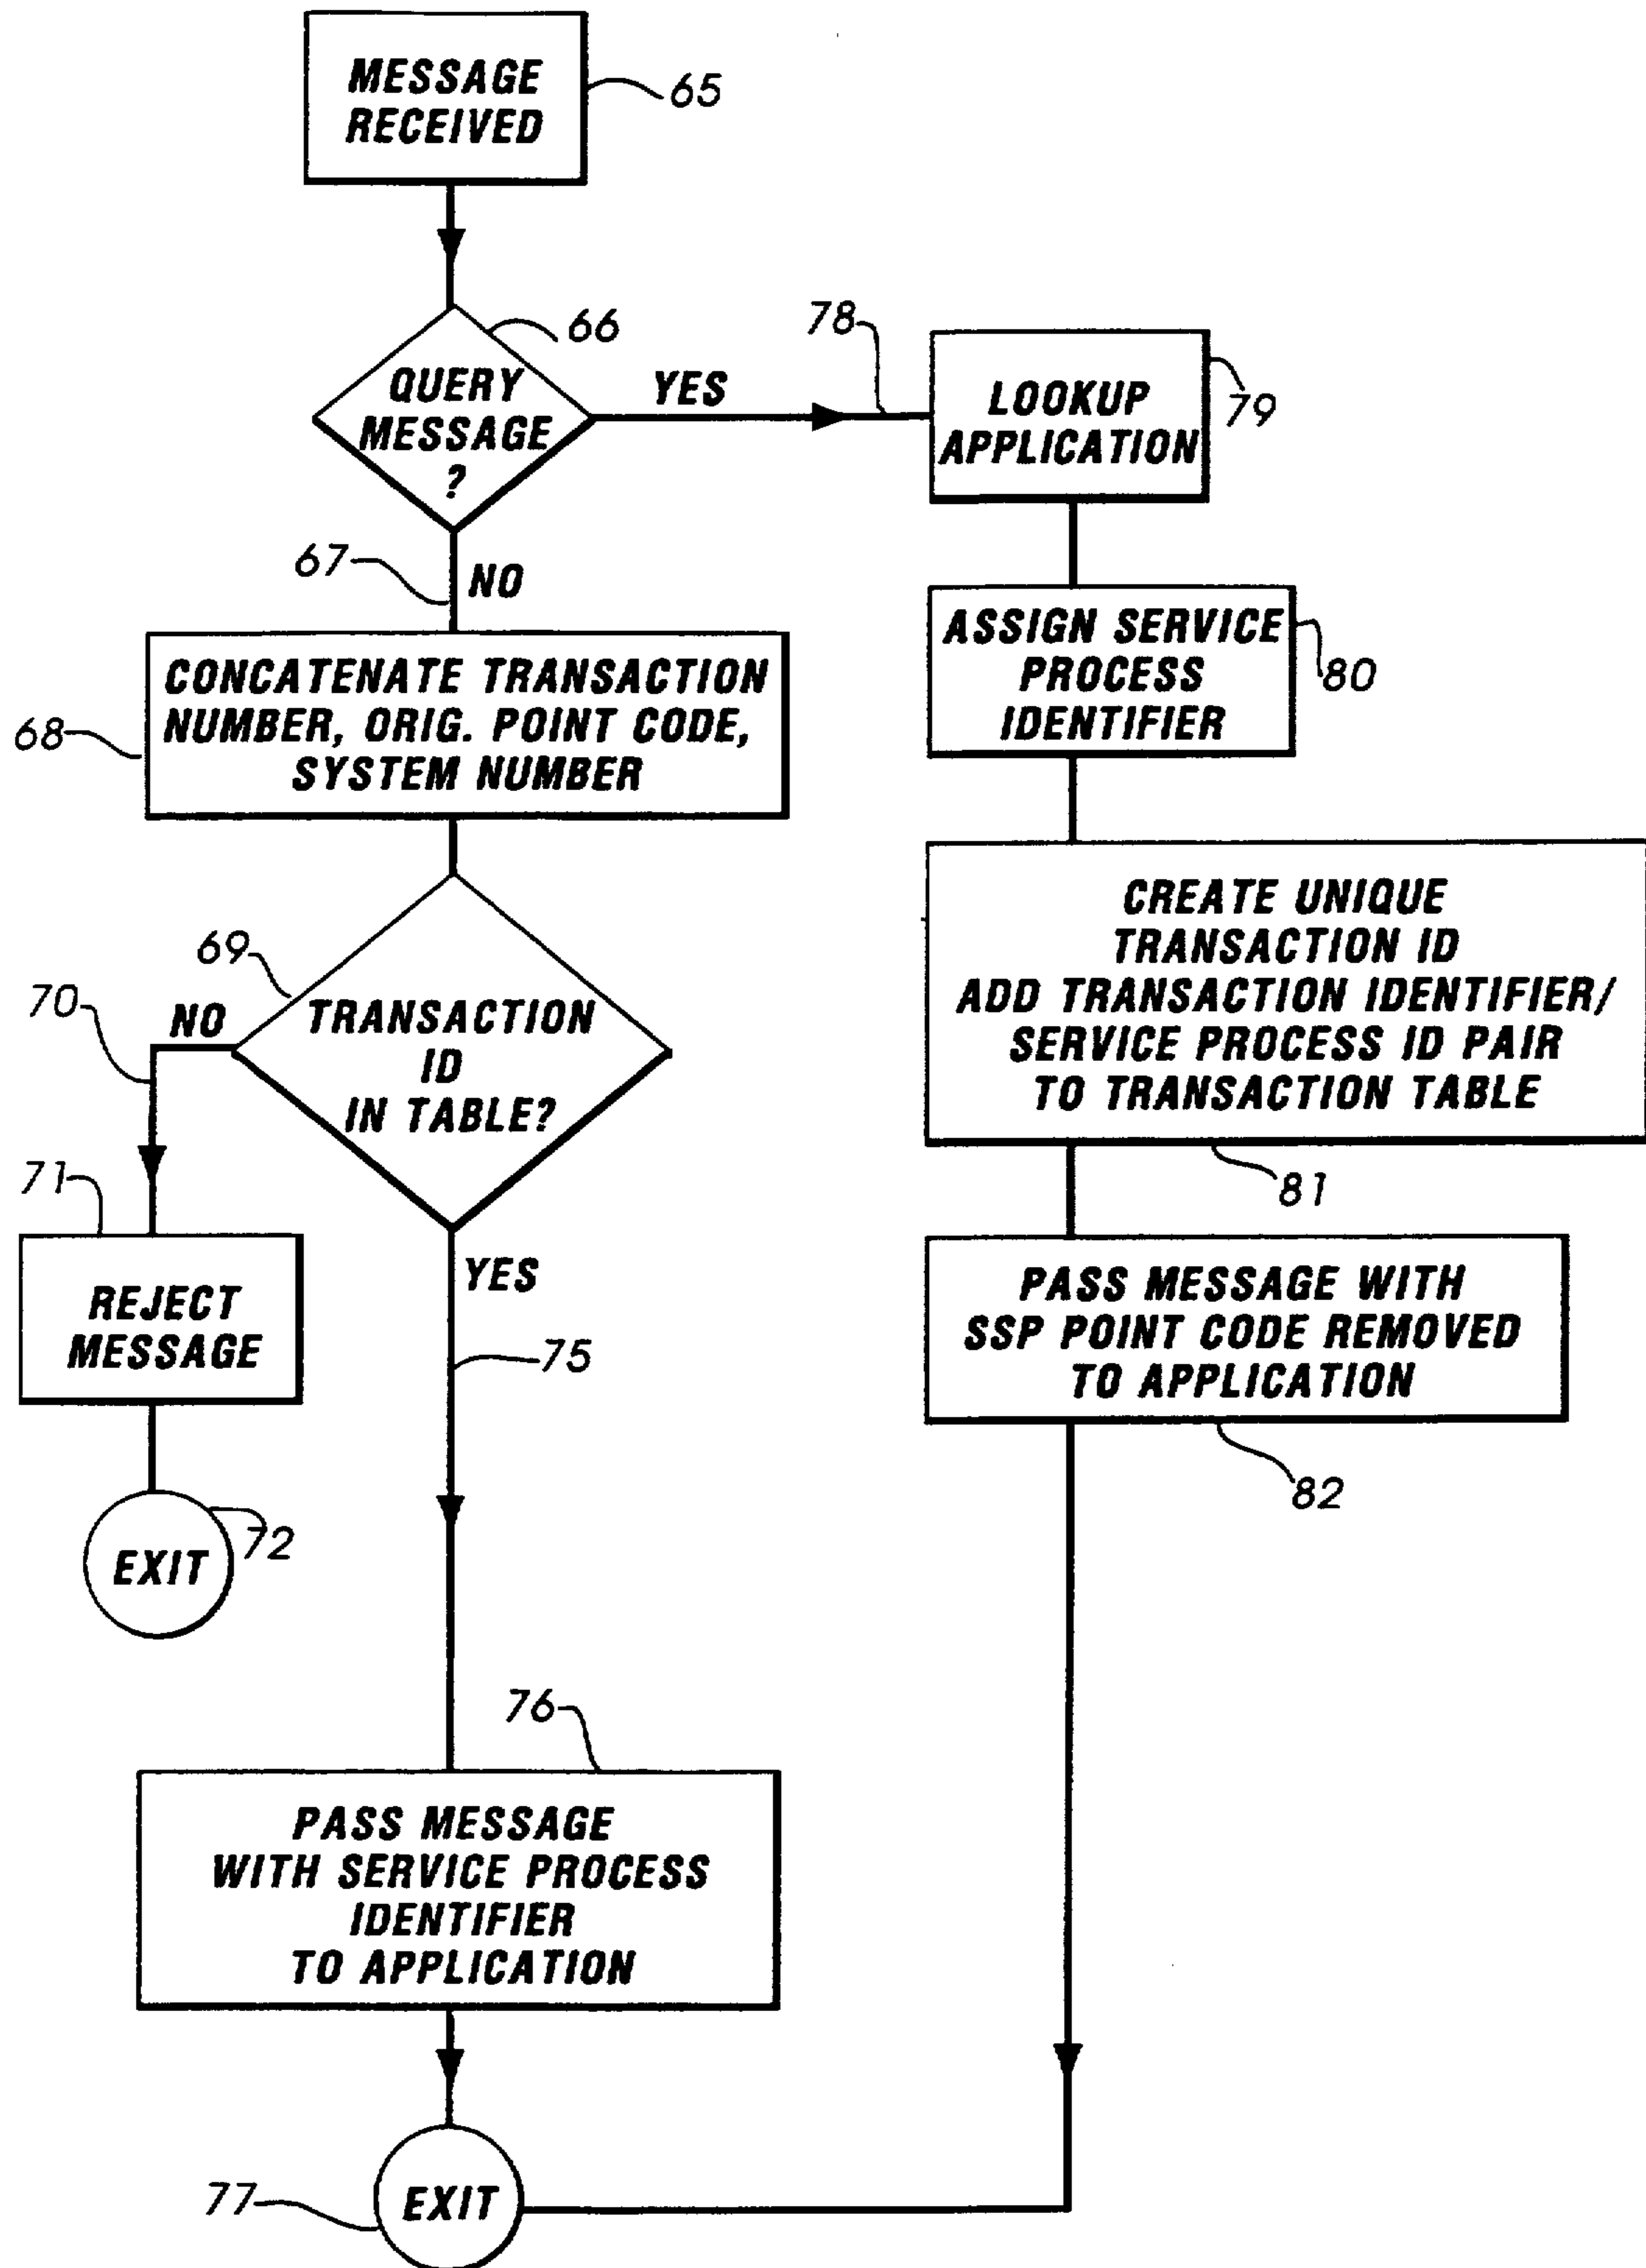 MESSAGE
RECEIVED
65
66
QUERY
MESSAGE
?
YES
78
LOOKUP
APPLICATION
79
67
NO
ASSIGN SERVICE
PROCESS
IDENTIFIER
80
68
CONCATENATE TRANSACTION
NUMBER, ORIG. POINT CODE,
SYSTEM NUMBER
CREATE UNIQUE
TRANSACTION ID
ADD TRANSACTION IDENTIFIER/
SERVICE PROCESS ID PAIR
TO TRANSACTION TABLE
81
69
70
NO
TRANSACTION
ID
IN TABLE?
71
REJECT
MESSAGE
YES
75
PASS MESSAGE WITH
SSP POINT CODE REMOVED
TO APPLICATION
82
EXIT
72
76
PASS MESSAGE
WITH SERVICE PROCESS
IDENTIFIER
TO APPLICATION
77
EXIT